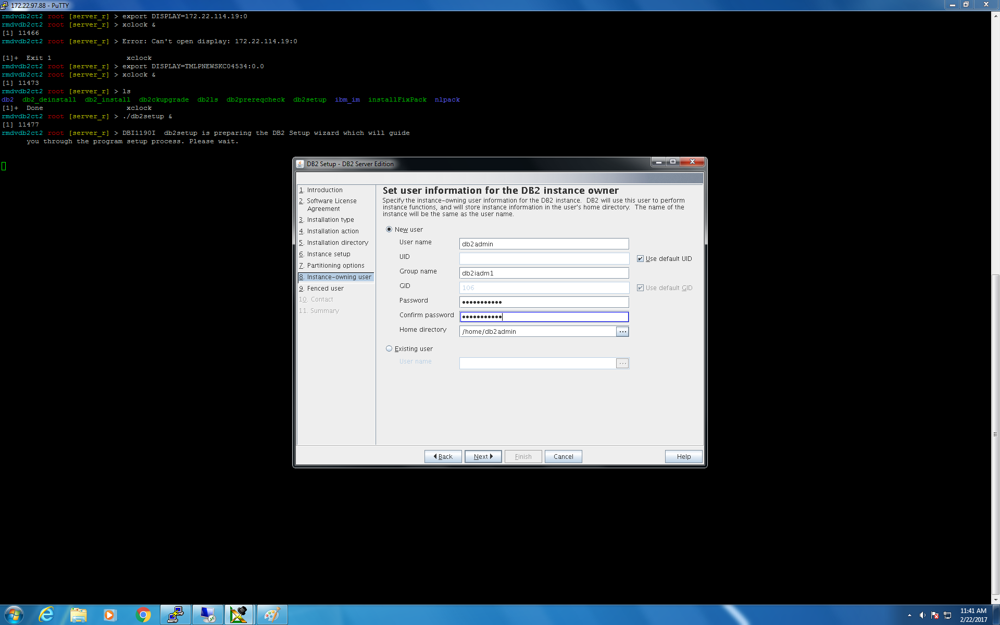 172.22.97.88 - PuTTY
rmdvdb2ct2 root [server_r] > export DISPLAY=172.22.114.19:0
rmdvdb2ct2 root [server_r] > xclock &
[1] 11466
rmdvdb2ct2 root [server_r] > Error: Can't open display: 172.22.114.19:0
[1]+  Exit 1                  xclock
rmdvdb2ct2 root [server_r] > export DISPLAY=TMLPNEWSKC04534:0.0
rmdvdb2ct2 root [server_r] > xclock &
[1] 11473
rmdvdb2ct2 root [server_r] > ls
db2  db2_deinstall  db2_install  db2ckupgrade  db2ls  db2prereqcheck  db2setup  ibm_im  installFixPack  nlpack
[1]+  Done                    xclock
rmdvdb2ct2 root [server_r] > ./db2setup &
[1] 11477
rmdvdb2ct2 root [server_r] > DBI1190I  db2setup is preparing the DB2 Setup wizard which will guide
you through the program setup process. Please wait.
DB2 Setup - DB2 Server Edition
1. Introduction
2. Software License
Agreement
3. Installation type
4. Installation action
5. Installation directory
6. Instance setup
7. Partitioning options
8. Instance-owning user
9. Fenced user
10. Contact
11. Summary
Set user information for the DB2 instance owner
Specify the instance-owning user information for the DB2 instance.  DB2 will use this user to perform
instance functions, and will store instance information in the user's home directory.  The name of the
instance will be the same as the user name.
New user
User name db2admin
UID Use default UID
Group name db2iadm1
GID 106 Use default GID
Password •••••••••••
Confirm password •••••••••••
Home directory /home/db2admin ...
Existing user
User name ...
Back Next Finish Cancel Help
11:41 AM
2/22/2017